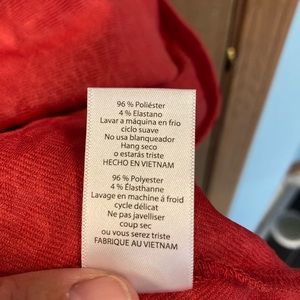 96 % Poliéster
4 % Elastano
Lavar a máquina en frio
ciclo suave
No usa blanqueador
Hang seco
o estarás triste
HECHO EN VIETNAM
96 % Polyester
4 % Élasthanne
Lavage en machine á froid
cycle délicat
Ne pas javelliser
coup sec
ou vous serez triste
FABRIQUE AU VIETNAM